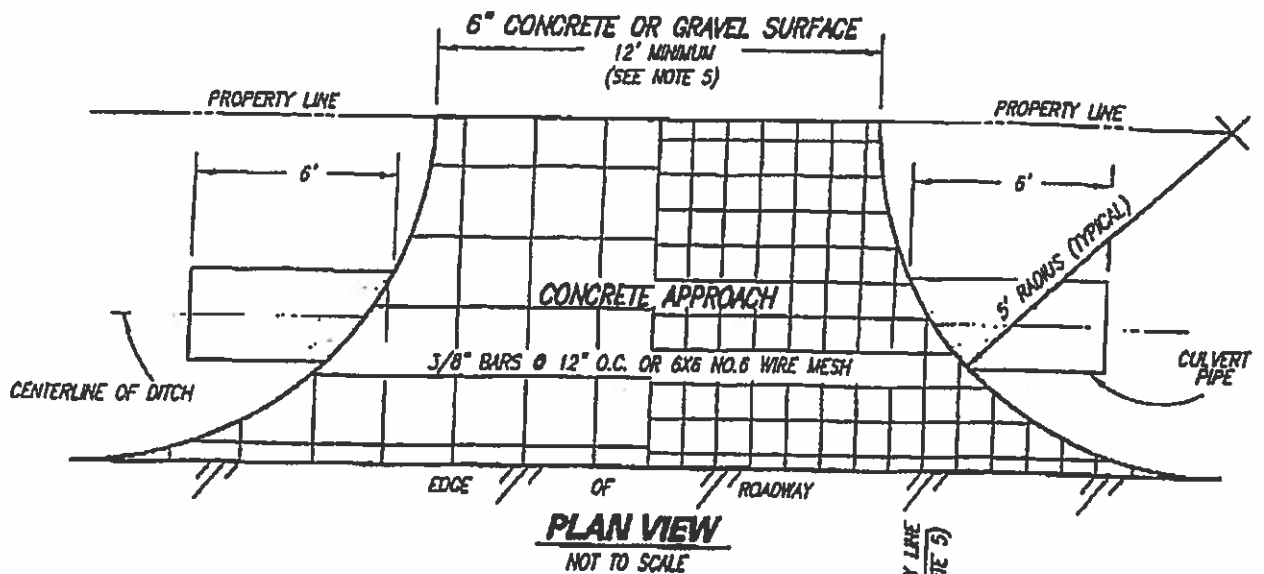 6" CONCRETE OR GRAVEL SURFACE
12' MINIMUM
(SEE NOTE 5)
PROPERTY LINE
PROPERTY LINE
6'
6'
5' RADIUS (TYPICAL)
CONCRETE APPROACH
3/8" BARS @ 12" O.C. OR 6X6 NO.6 WIRE MESH
CENTERLINE OF DITCH
CULVERT
PIPE
EDGE OF ROADWAY
PLAN VIEW
NOT TO SCALE
LINE
5)